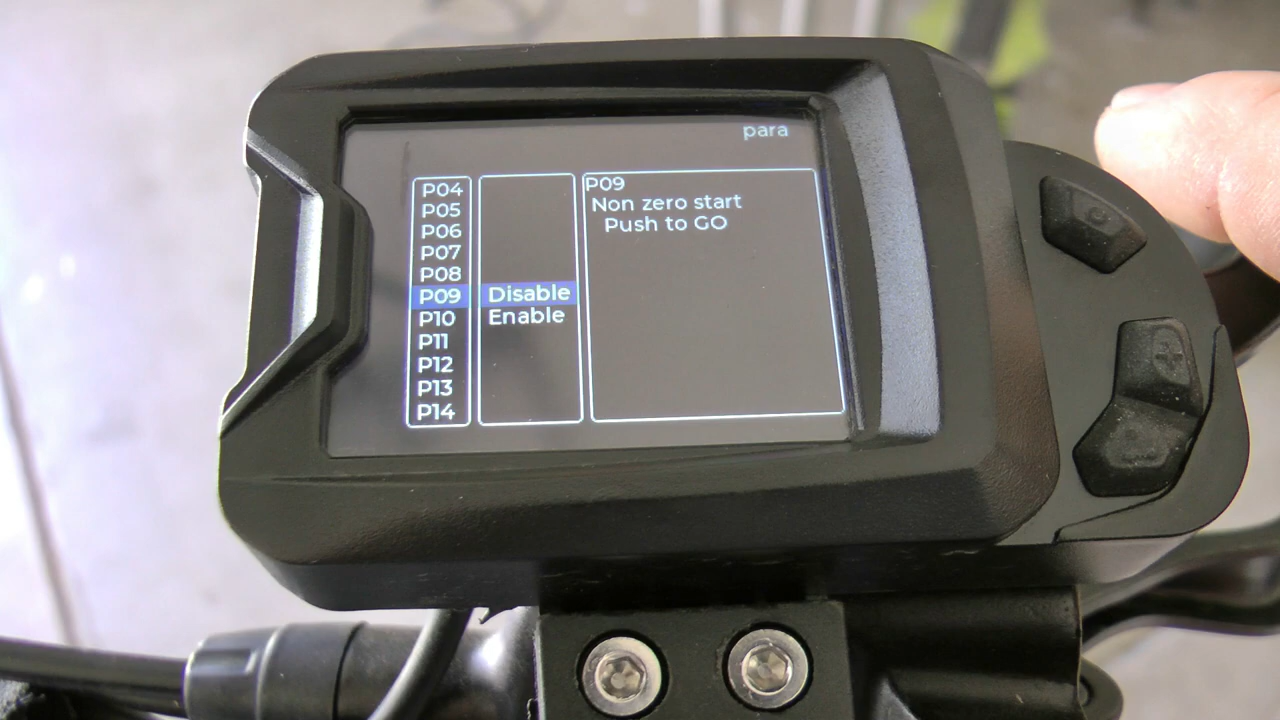 para
P04
P05
P06
P07
P08
P09
P10
P11
P12
P13
P14
Disable
Enable
P09
Non zero start
Push to GO